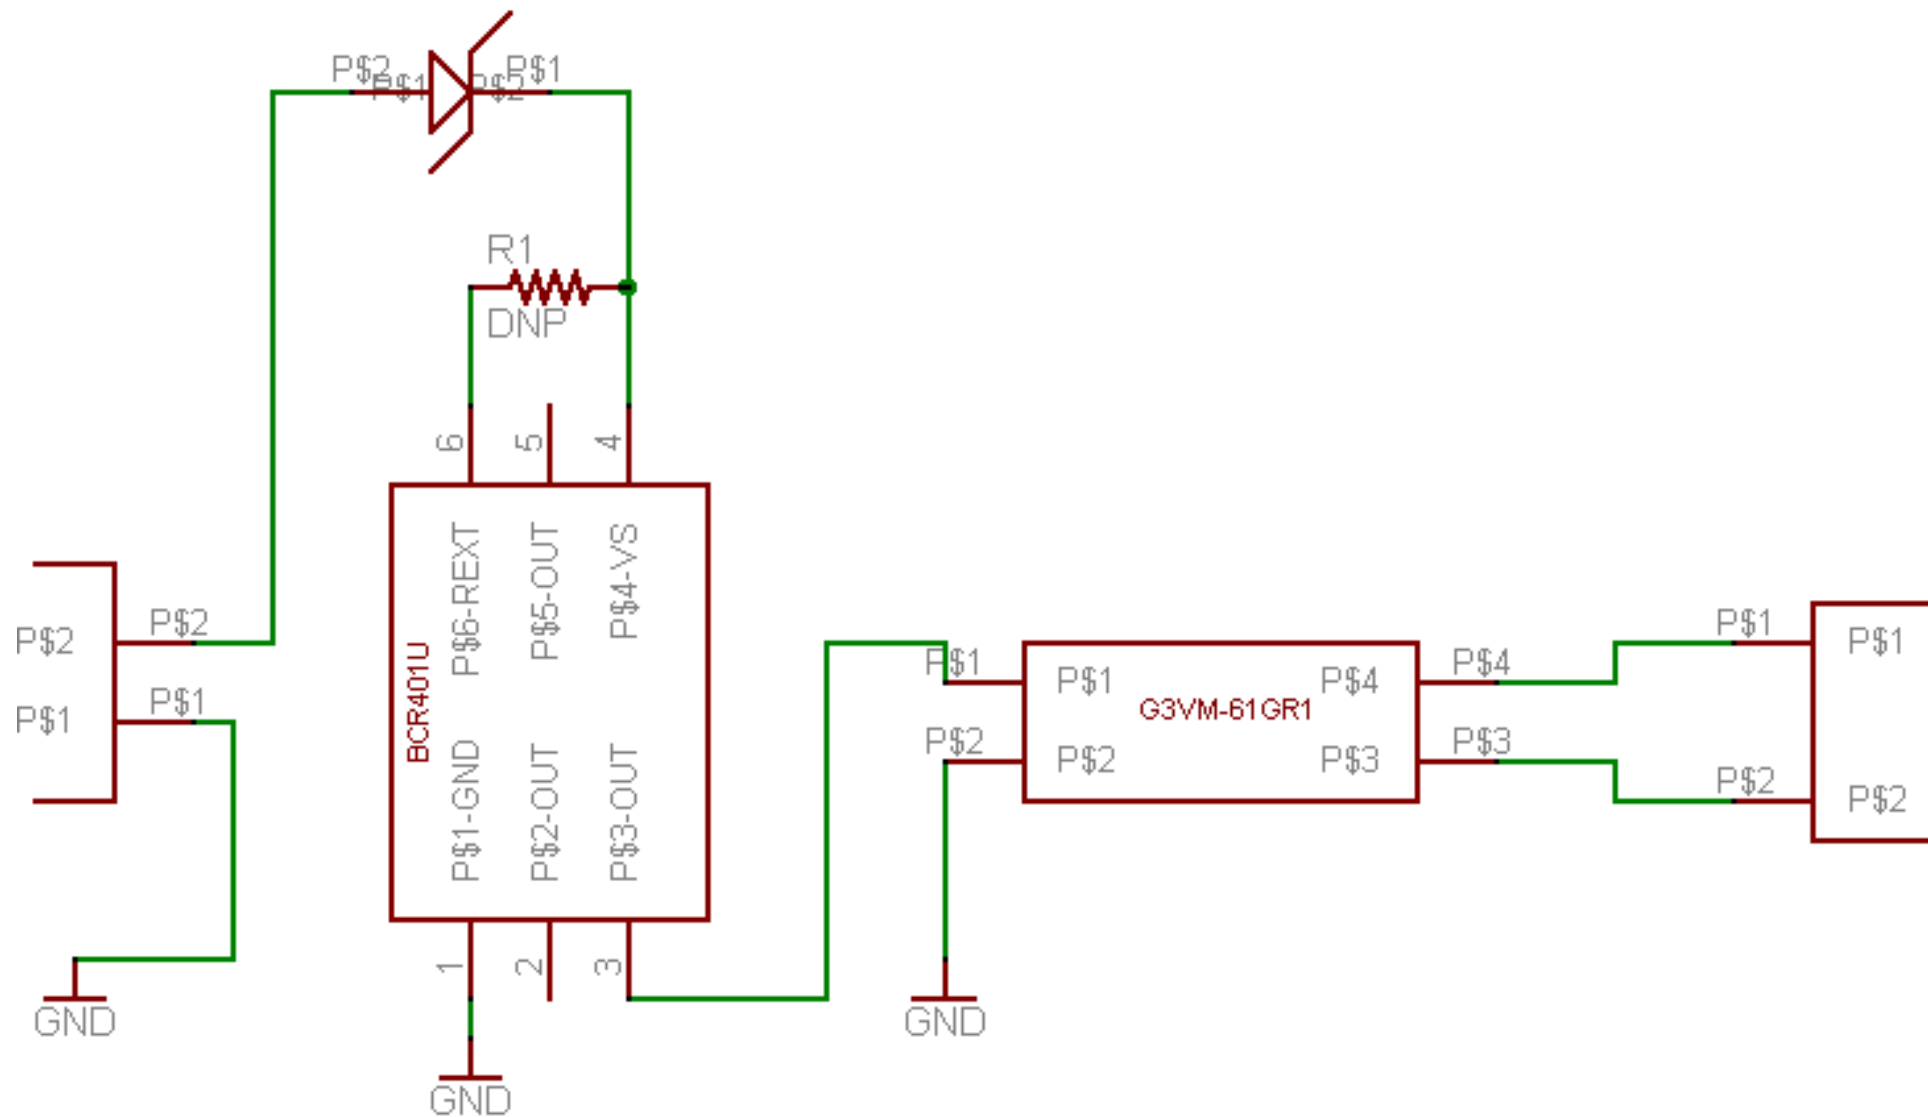 P$2
P$1
P$2
P$1
R1
DNP
6
5
4
P$6-REXT
P$5-OUT
P$4-VS
BCR401U
P$1-GND
P$2-OUT
P$3-OUT
1
2
3
GND
P$2
P$2
P$1
P$1
GND
P$1
P$1
P$4
P$4
G3VM-61GR1
P$2
P$2
P$3
P$3
GND
P$1
P$1
P$2
P$2